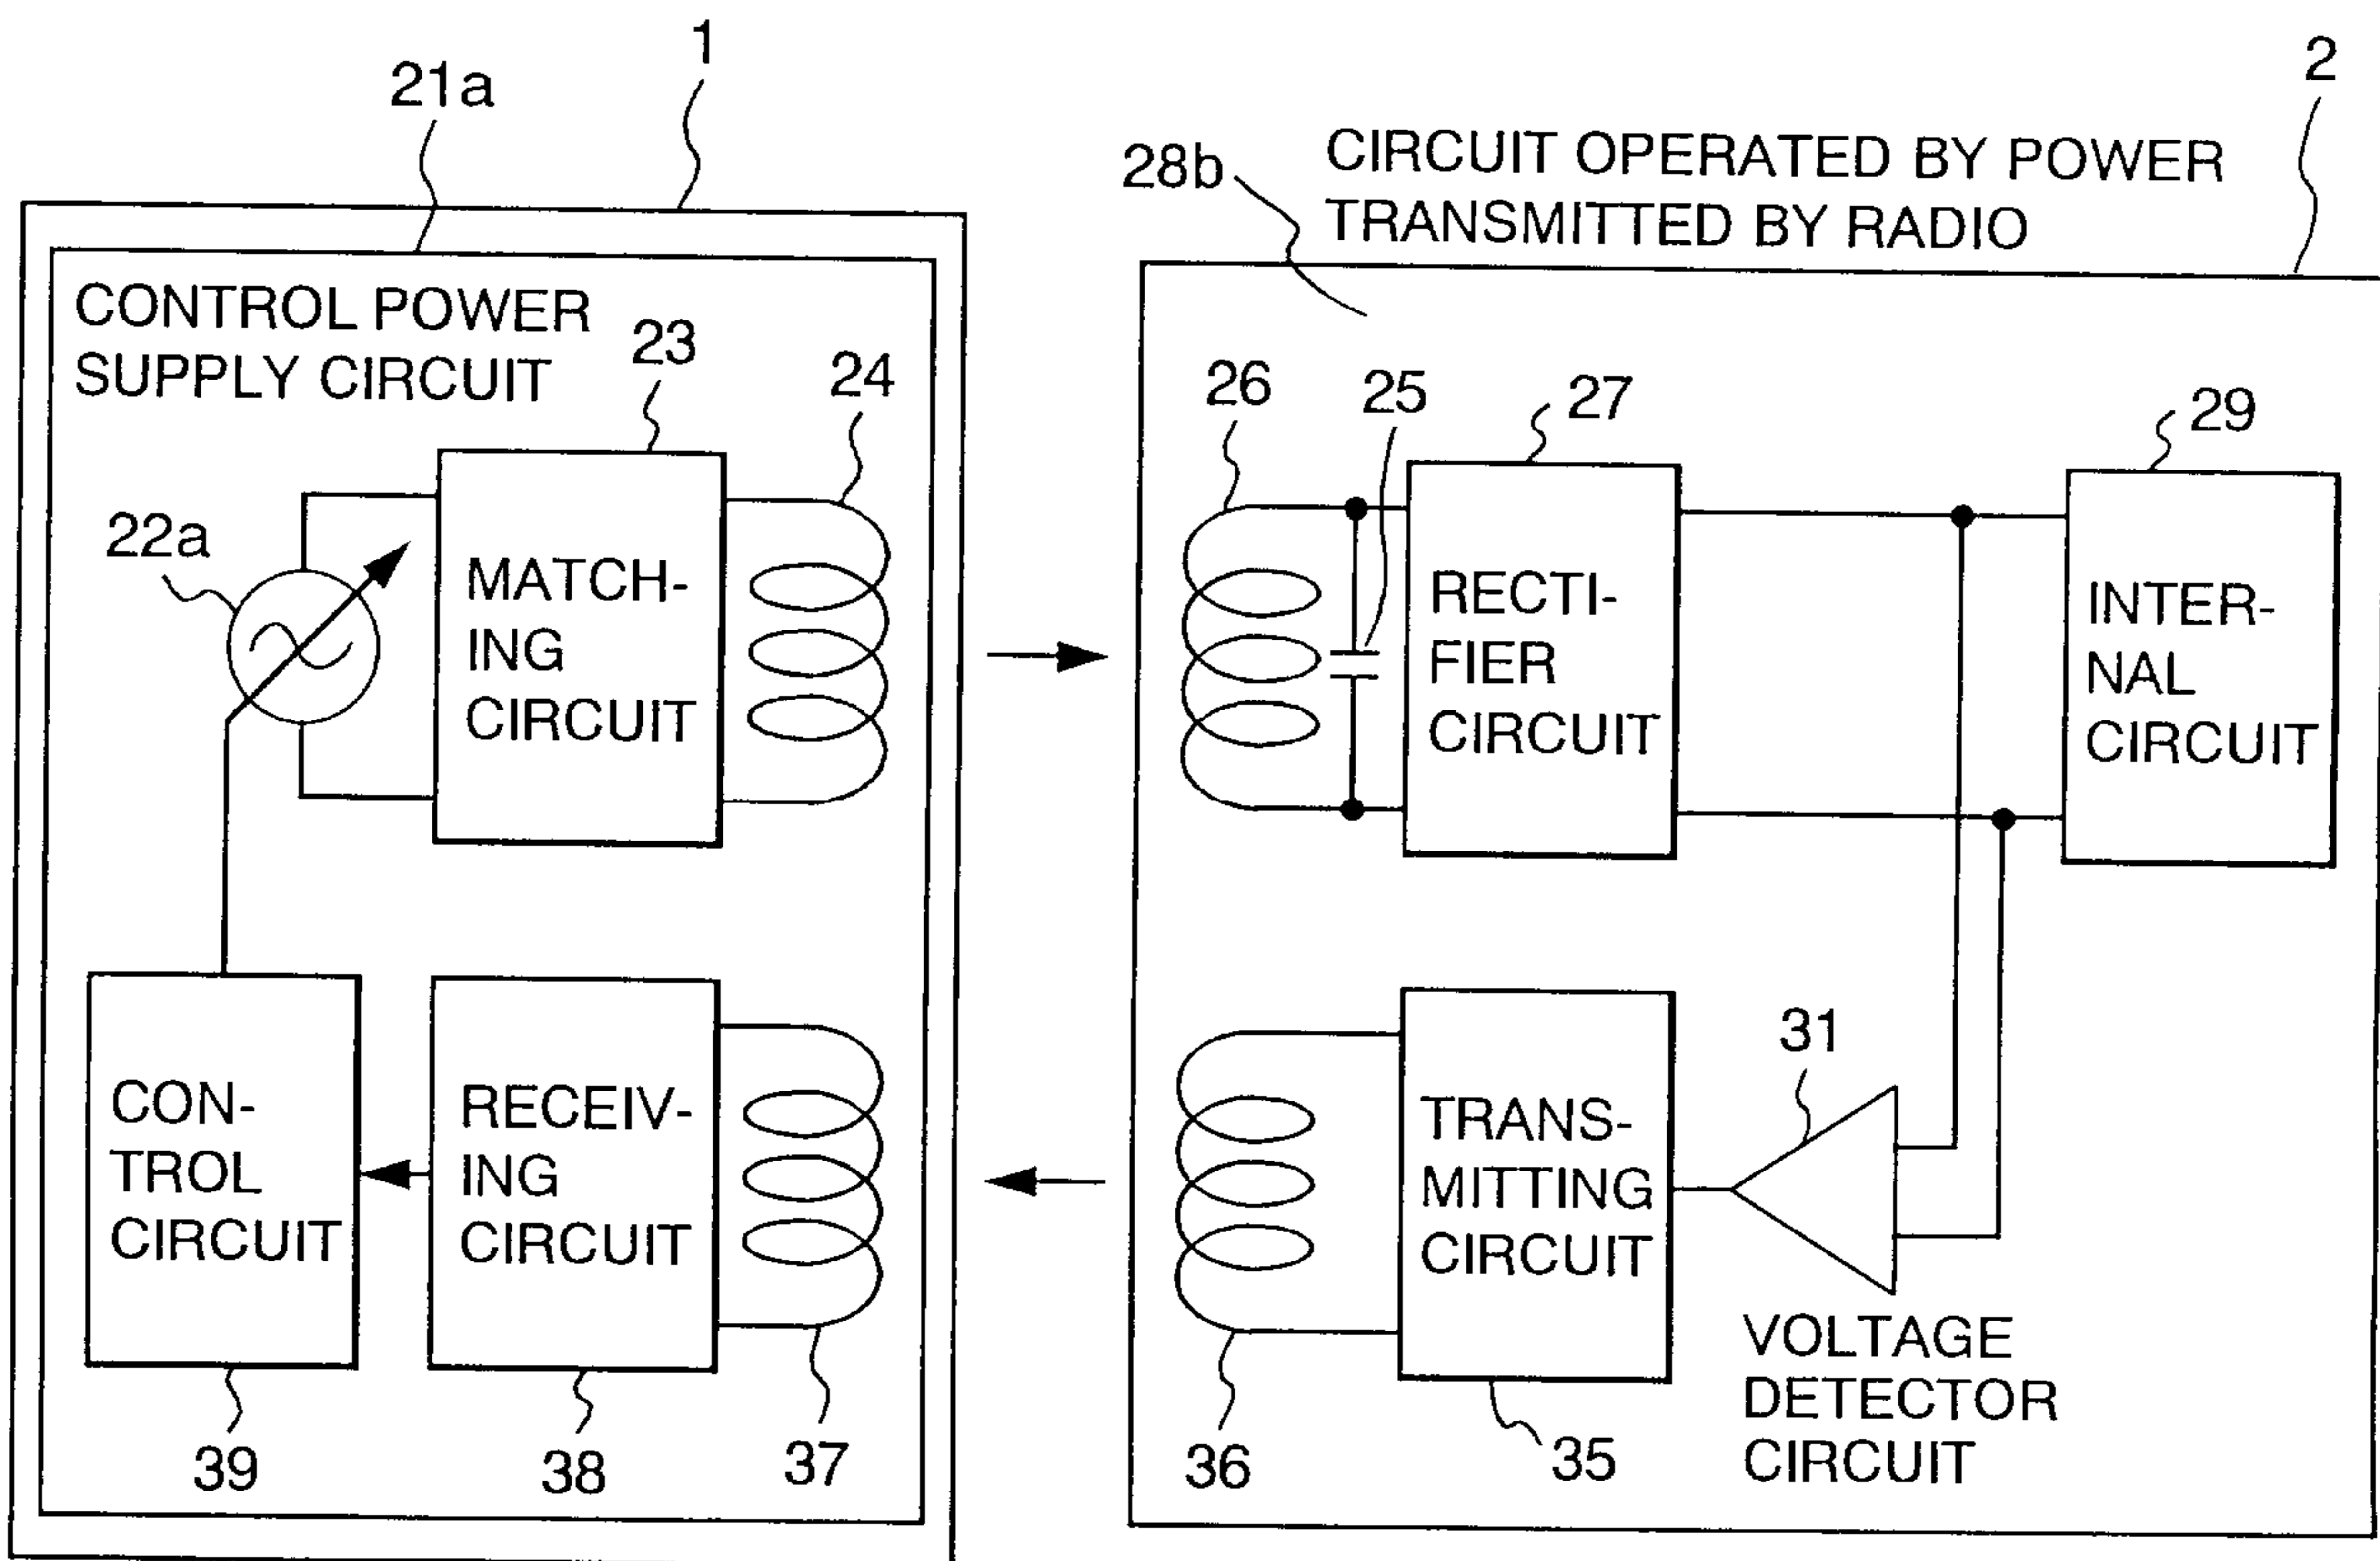 1
21a
2
28b
CIRCUIT OPERATED BY POWER
TRANSMITTED BY RADIO
CONTROL POWER
SUPPLY CIRCUIT
23
24
26
25
27
29
22a
MATCH-
ING
CIRCUIT
RECTI-
FIER
CIRCUIT
INTER-
NAL
CIRCUIT
31
CON-
TROL
CIRCUIT
RECEIV-
ING
CIRCUIT
TRANS-
MITTING
CIRCUIT
VOLTAGE
DETECTOR
CIRCUIT
39
38
37
36
35